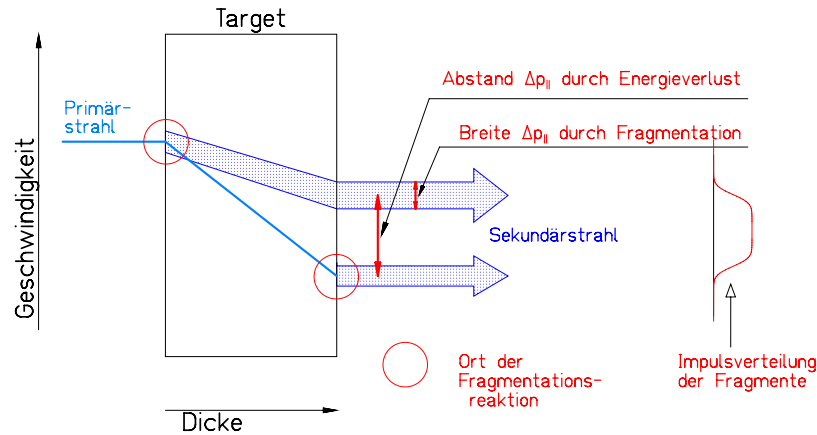 Target
Abstand Δp|| durch Energieverlust
Primär-
strahl
Breite Δp|| durch Fragmentation
Geschwindigkeit
Sekundärstrahl
Ort der
Fragmentations-
reaktion
Impulsverteilung
der Fragmente
Dicke